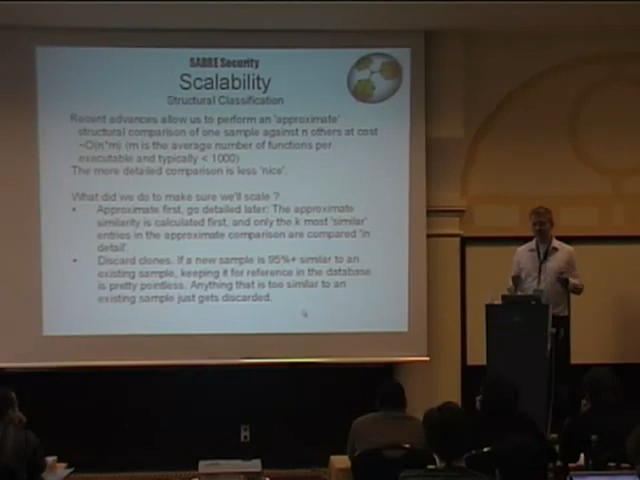 SABRE Security
Scalability
Structural Classification
Recent advances allow us to perform an 'approximate'
structural comparison of one sample against n others at cost
~O(n*m) (m is the average number of functions per
executable and typically < 1000)
The more detailed comparison is less 'nice'.
What did we do to make sure we'll scale ?
• Approximate first, go detailed later: The approximate
similarity is calculated first, and only the k most 'similar'
entries in the approximate comparison are compared 'in
detail'.
• Discard clones. If a new sample is 95%+ similar to an
existing sample, keeping it for reference in the database
is pretty pointless. Anything that is too similar to an
existing sample just gets discarded.